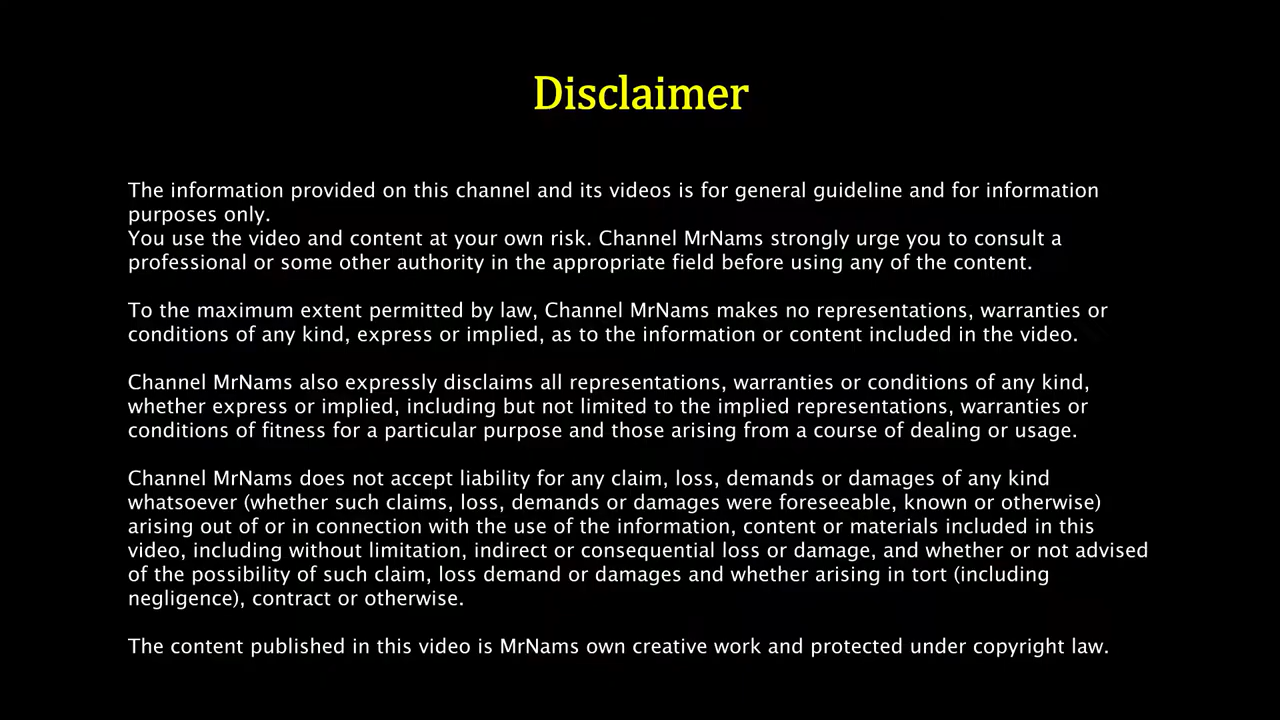 Disclaimer
The information provided on this channel and its videos is for general guideline and for information
purposes only.
You use the video and content at your own risk. Channel MrNams strongly urge you to consult a
professional or some other authority in the appropriate field before using any of the content.
To the maximum extent permitted by law, Channel MrNams makes no representations, warranties or
conditions of any kind, express or implied, as to the information or content included in the video.
Channel MrNams also expressly disclaims all representations, warranties or conditions of any kind,
whether express or implied, including but not limited to the implied representations, warranties or
conditions of fitness for a particular purpose and those arising from a course of dealing or usage.
Channel MrNams does not accept liability for any claim, loss, demands or damages of any kind
whatsoever (whether such claims, loss, demands or damages were foreseeable, known or otherwise)
arising out of or in connection with the use of the information, content or materials included in this
video, including without limitation, indirect or consequential loss or damage, and whether or not advised
of the possibility of such claim, loss demand or damages and whether arising in tort (including
negligence), contract or otherwise.
The content published in this video is MrNams own creative work and protected under copyright law.